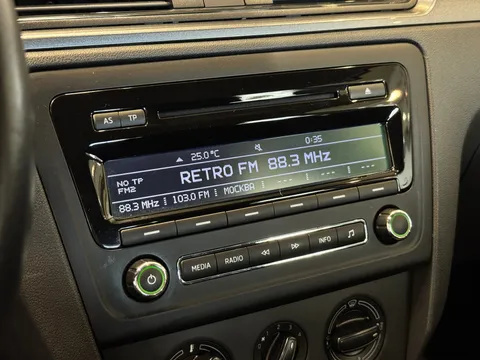 AS TP
25.0°C 0:35
RETRO FM 88.3 MHz
NO TP
FM2
88.3 MHz 103.0 FM МОСКВА --- --- ---
MEDIA RADIO INFO